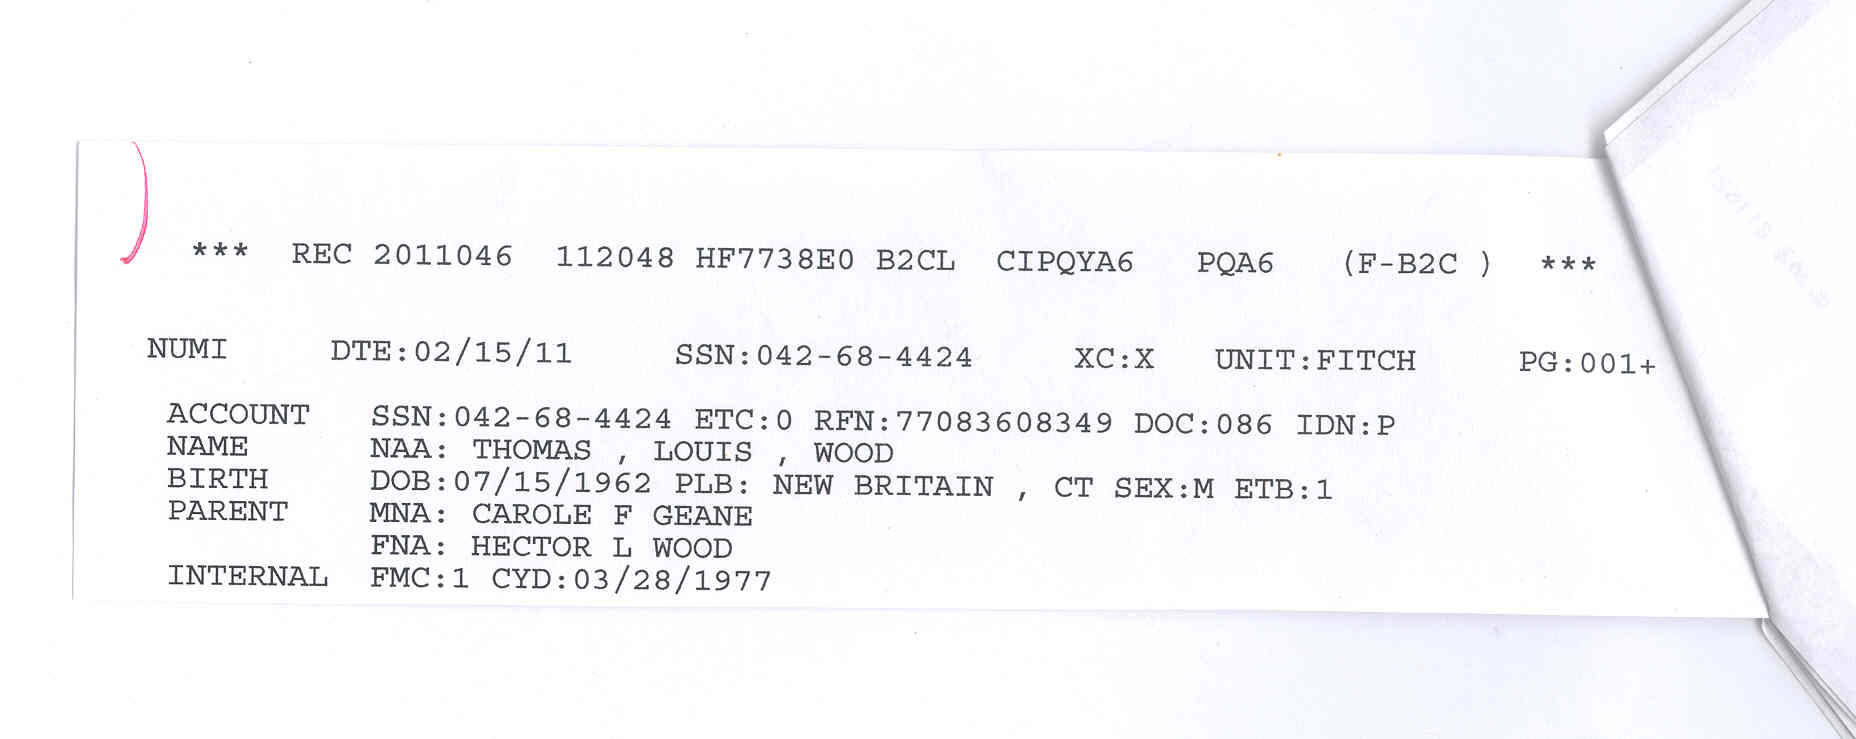 *** REC 2011046 112048 HF7738E0 B2CL CIPQYA6 PQA6 (F-B2C ) ***
NUMI DTE:02/15/11 SSN:042-68-4424 XC:X UNIT:FITCH PG:001+
ACCOUNT SSN:042-68-4424 ETC:0 RFN:77083608349 DOC:086 IDN:P
NAME NAA: THOMAS , LOUIS , WOOD
BIRTH DOB:07/15/1962 PLB: NEW BRITAIN , CT SEX:M ETB:1
PARENT MNA: CAROLE F GEANE
FNA: HECTOR L WOOD
INTERNAL FMC:1 CYD:03/28/1977